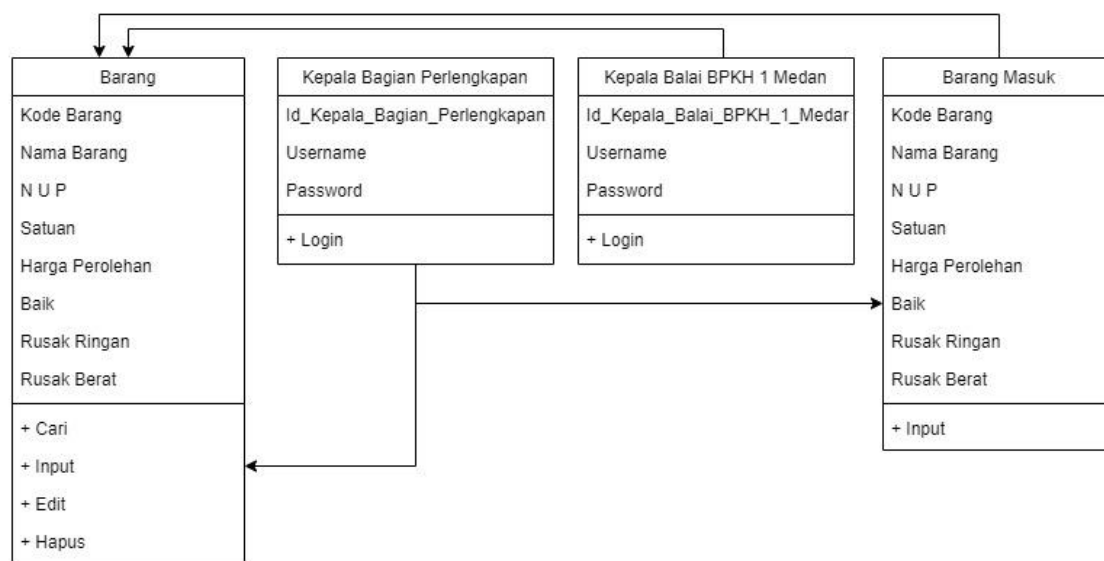 Barang
Kode Barang
Nama Barang
N U P
Satuan
Harga Perolehan
Baik
Rusak Ringan
Rusak Berat
+ Cari
+ Input
+ Edit
+ Hapus
Kepala Bagian Perlengkapan
Id_Kepala_Bagian_Perlengkapan
Username
Password
+ Login
Kepala Balai BPKH 1 Medan
Id_Kepala_Balai_BPKH_1_Medar
Username
Password
+ Login
Barang Masuk
Kode Barang
Nama Barang
N U P
Satuan
Harga Perolehan
Baik
Rusak Ringan
Rusak Berat
+ Input